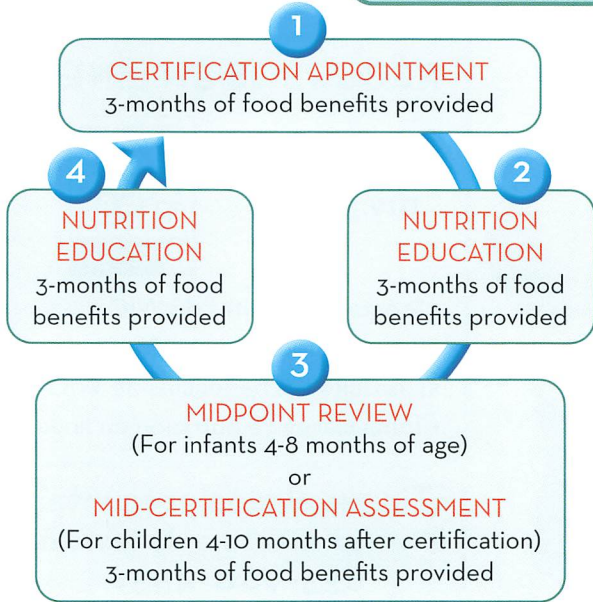 1
CERTIFICATION APPOINTMENT
3-months of food benefits provided
2
NUTRITION
EDUCATION
3-months of food
benefits provided
3
MIDPOINT REVIEW
(For infants 4-8 months of age)
or
MID-CERTIFICATION ASSESSMENT
(For children 4-10 months after certification)
3-months of food benefits provided
4
NUTRITION
EDUCATION
3-months of food
benefits provided